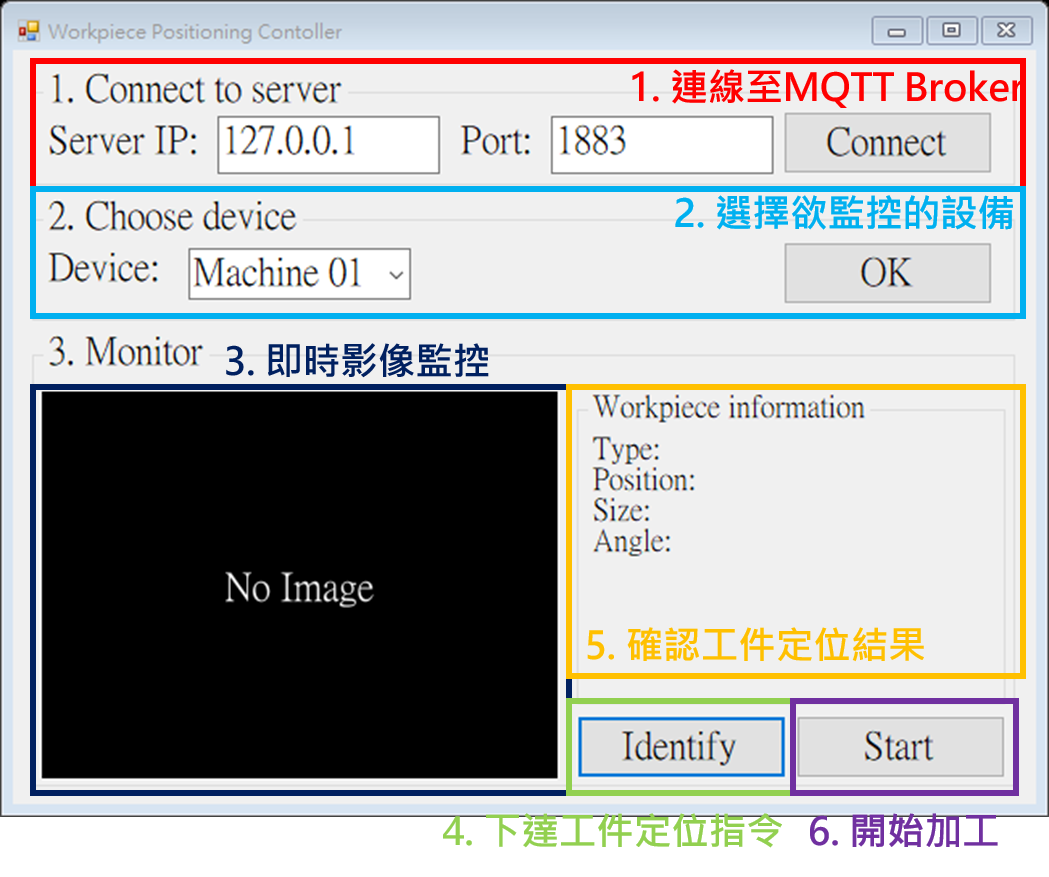 Workpiece Positioning Contoller
1. Connect to server
1. 連線至MQTT Broker
Server IP: 127.0.0.1 Port: 1883 Connect
2. Choose device
2. 選擇欲監控的設備
Device: Machine 01 OK
3. Monitor
3. 即時影像監控
No Image
Workpiece information
Type:
Position:
Size:
Angle:
5. 確認工件定位結果
Identify Start
4. 下達工件定位指令 6. 開始加工